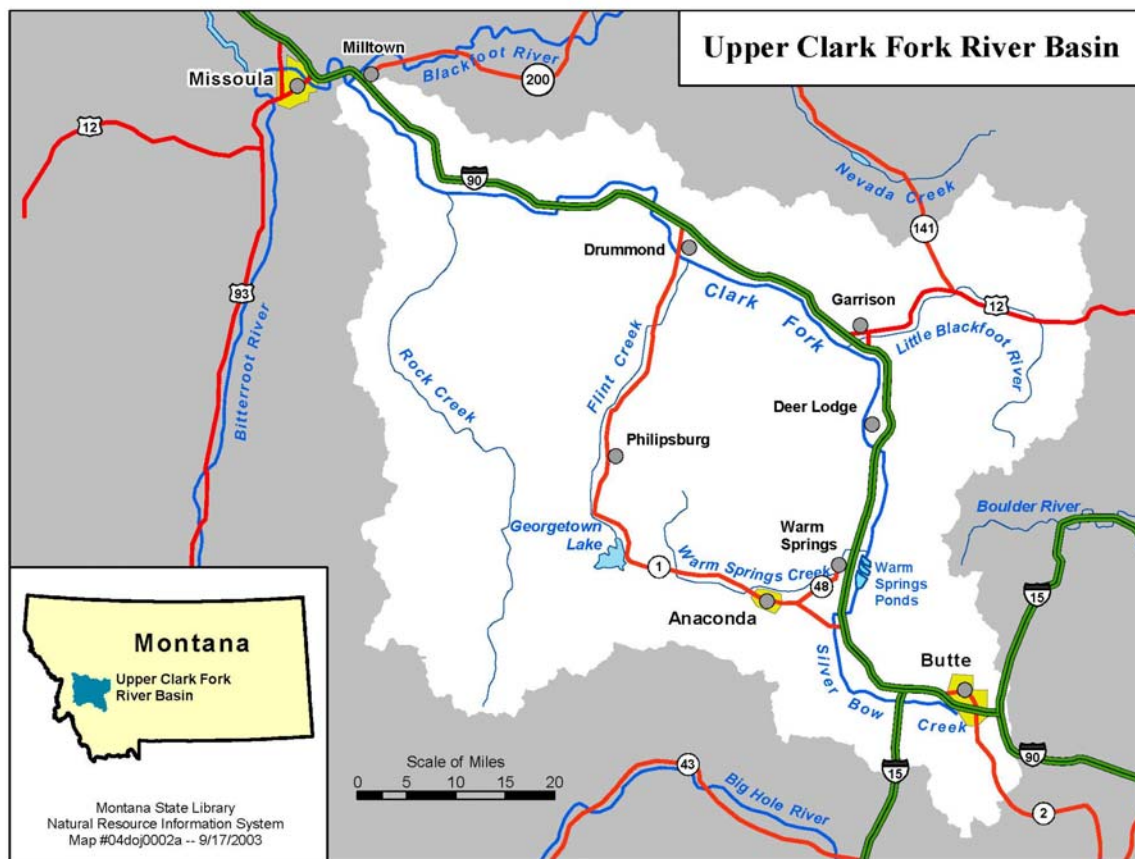 Upper Clark Fork River Basin
Milltown
Blackfoot River
200
Missoula
12
90
Nevada Creek
141
Drummond
Clark Fork
Garrison
12
93
Bitterroot River
Rock Creek
Flint Creek
Little Blackfoot River
Deer Lodge
Philipsburg
Boulder River
Georgetown
Lake
Warm
Springs
1
Warm Springs Creek
48
Warm
Springs
Ponds
15
Anaconda
Silver Bow Creek
Butte
Montana
Upper Clark Fork
River Basin
Scale of Miles
0 5 10 15 20
43
Big Hole River
15
90
2
Montana State Library
Natural Resource Information System
Map #04doj0002a -- 9/17/2003